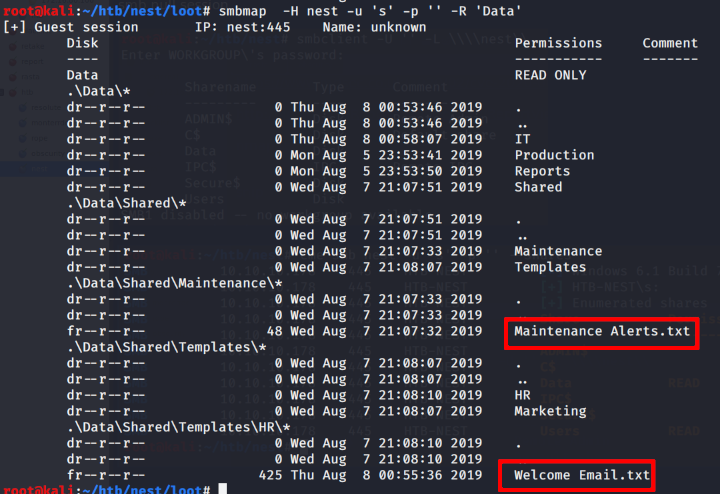 root@kali:~/htb/nest/loot# smbmap  -H nest -u 's' -p '' -R 'Data'
[+] Guest session       IP: nest:445    Name: unknown
Disk    Permissions     Comment
----    -----------     -------
Data    READ ONLY
.\Data\*
dr--r--r--    0 Thu Aug  8 00:53:46 2019    .
dr--r--r--    0 Thu Aug  8 00:53:46 2019    ..
dr--r--r--    0 Thu Aug  8 00:58:07 2019    IT
dr--r--r--    0 Mon Aug  5 23:53:41 2019    Production
dr--r--r--    0 Mon Aug  5 23:53:50 2019    Reports
dr--r--r--    0 Wed Aug  7 21:07:51 2019    Shared
.\Data\Shared\*
dr--r--r--    0 Wed Aug  7 21:07:51 2019    .
dr--r--r--    0 Wed Aug  7 21:07:51 2019    ..
dr--r--r--    0 Wed Aug  7 21:07:33 2019    Maintenance
dr--r--r--    0 Wed Aug  7 21:08:07 2019    Templates
.\Data\Shared\Maintenance\*
dr--r--r--    0 Wed Aug  7 21:07:33 2019    .
dr--r--r--    0 Wed Aug  7 21:07:33 2019    ..
fr--r--r--    48 Wed Aug  7 21:07:32 2019    Maintenance Alerts.txt
.\Data\Shared\Templates\*
dr--r--r--    0 Wed Aug  7 21:08:07 2019    .
dr--r--r--    0 Wed Aug  7 21:08:07 2019    ..
dr--r--r--    0 Wed Aug  7 21:08:10 2019    HR
dr--r--r--    0 Wed Aug  7 21:08:07 2019    Marketing
.\Data\Shared\Templates\HR\*
dr--r--r--    0 Wed Aug  7 21:08:10 2019    .
dr--r--r--    0 Wed Aug  7 21:08:10 2019    ..
fr--r--r--    425 Thu Aug  8 00:55:36 2019    Welcome Email.txt
root@kali:~/htb/nest/loot#